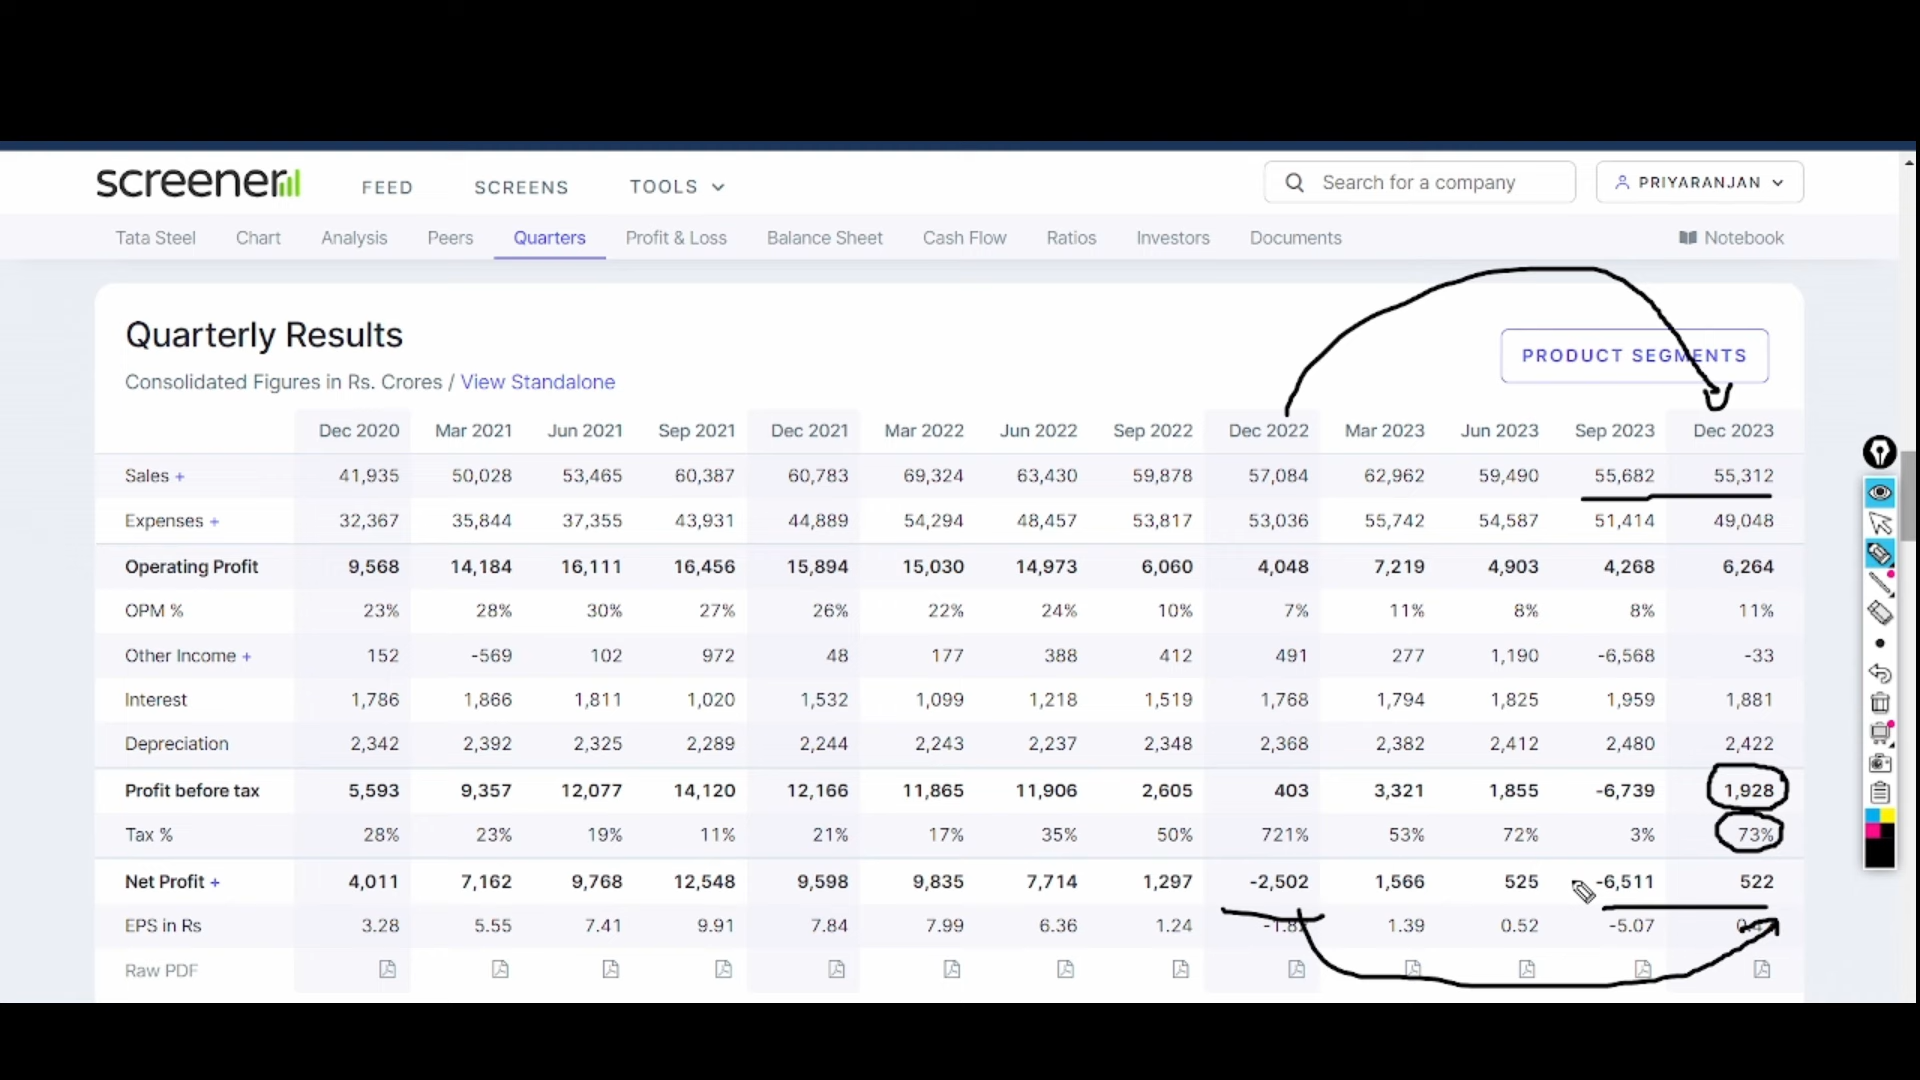 screener FEED SCREENS TOOLS Search for a company PRIYARANJAN
Tata Steel Chart Analysis Peers Quarters Profit & Loss Balance Sheet Cash Flow Ratios Investors Documents Notebook
Quarterly Results
PRODUCT SEGMENTS
Consolidated Figures in Rs. Crores / View Standalone
Dec 2020 Mar 2021 Jun 2021 Sep 2021 Dec 2021 Mar 2022 Jun 2022 Sep 2022 Dec 2022 Mar 2023 Jun 2023 Sep 2023 Dec 2023
Sales + 41,935 50,028 53,465 60,387 60,783 69,324 63,430 59,878 57,084 62,962 59,490 55,682 55,312
Expenses + 32,367 35,844 37,355 43,931 44,889 54,294 48,457 53,817 53,036 55,742 54,587 51,414 49,048
Operating Profit 9,568 14,184 16,111 16,456 15,894 15,030 14,973 6,060 4,048 7,219 4,903 4,268 6,264
OPM % 23% 28% 30% 27% 26% 22% 24% 10% 7% 11% 8% 8% 11%
Other Income + 152 -569 102 972 48 177 388 412 491 277 1,190 -6,568 -33
Interest 1,786 1,866 1,811 1,020 1,532 1,099 1,218 1,519 1,768 1,794 1,825 1,959 1,881
Depreciation 2,342 2,392 2,325 2,289 2,244 2,243 2,237 2,348 2,368 2,382 2,412 2,480 2,422
Profit before tax 5,593 9,357 12,077 14,120 12,166 11,865 11,906 2,605 403 3,321 1,855 -6,739 1,928
Tax % 28% 23% 19% 11% 21% 17% 35% 50% 721% 53% 72% 3% 73%
Net Profit + 4,011 7,162 9,768 12,548 9,598 9,835 7,714 1,297 -2,502 1,566 525 -6,511 522
EPS in Rs 3.28 5.55 7.41 9.91 7.84 7.99 6.36 1.24 1.39 0.52 -5.07
Raw PDF